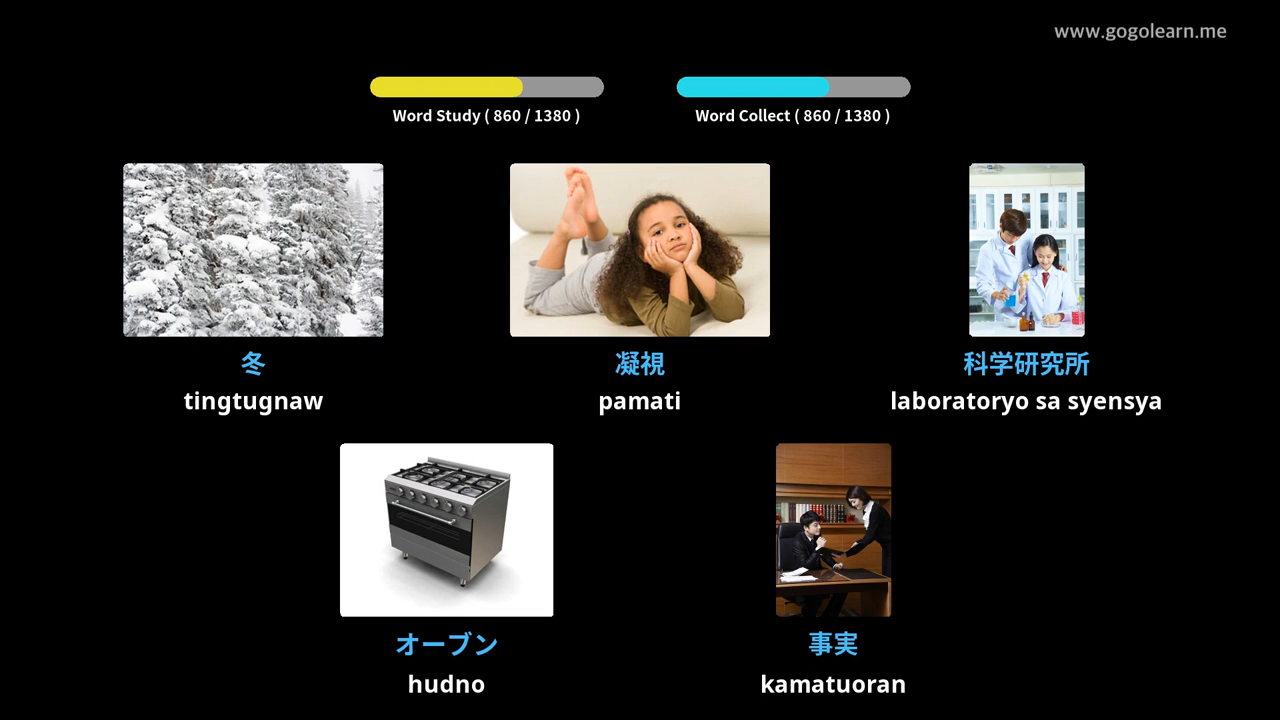 www.gogolearn.me
Word Study ( 860 / 1380 )
Word Collect ( 860 / 1380 )
冬
tingtugnaw
凝視
pamati
科学研究所
laboratoryo sa syensya
オーブン
hudno
事実
kamatuoran